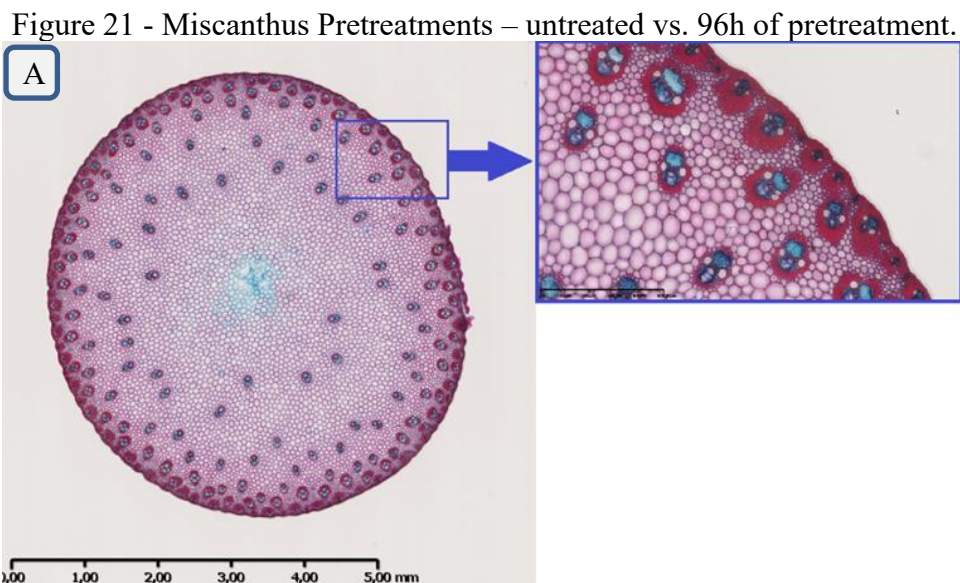 Figure 21 - Miscanthus Pretreatments – untreated vs. 96h of pretreatment.
A
0,00 1,00 2,00 3,00 4,00 5,00 mm